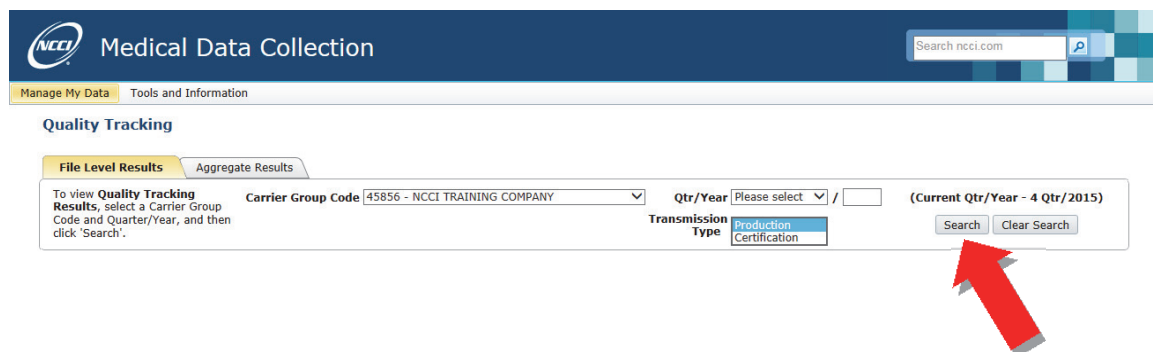 NCCI Medical Data Collection
Search ncci.com
Manage My Data Tools and Information
Quality Tracking
File Level Results Aggregate Results
To view Quality Tracking
Results, select a Carrier Group
Code and Quarter/Year, and then
click 'Search'.
Carrier Group Code 45856 - NCCI TRAINING COMPANY Qtr/Year Please select / (Current Qtr/Year - 4 Qtr/2015)
Transmission
Type
Production
Certification
Search Clear Search